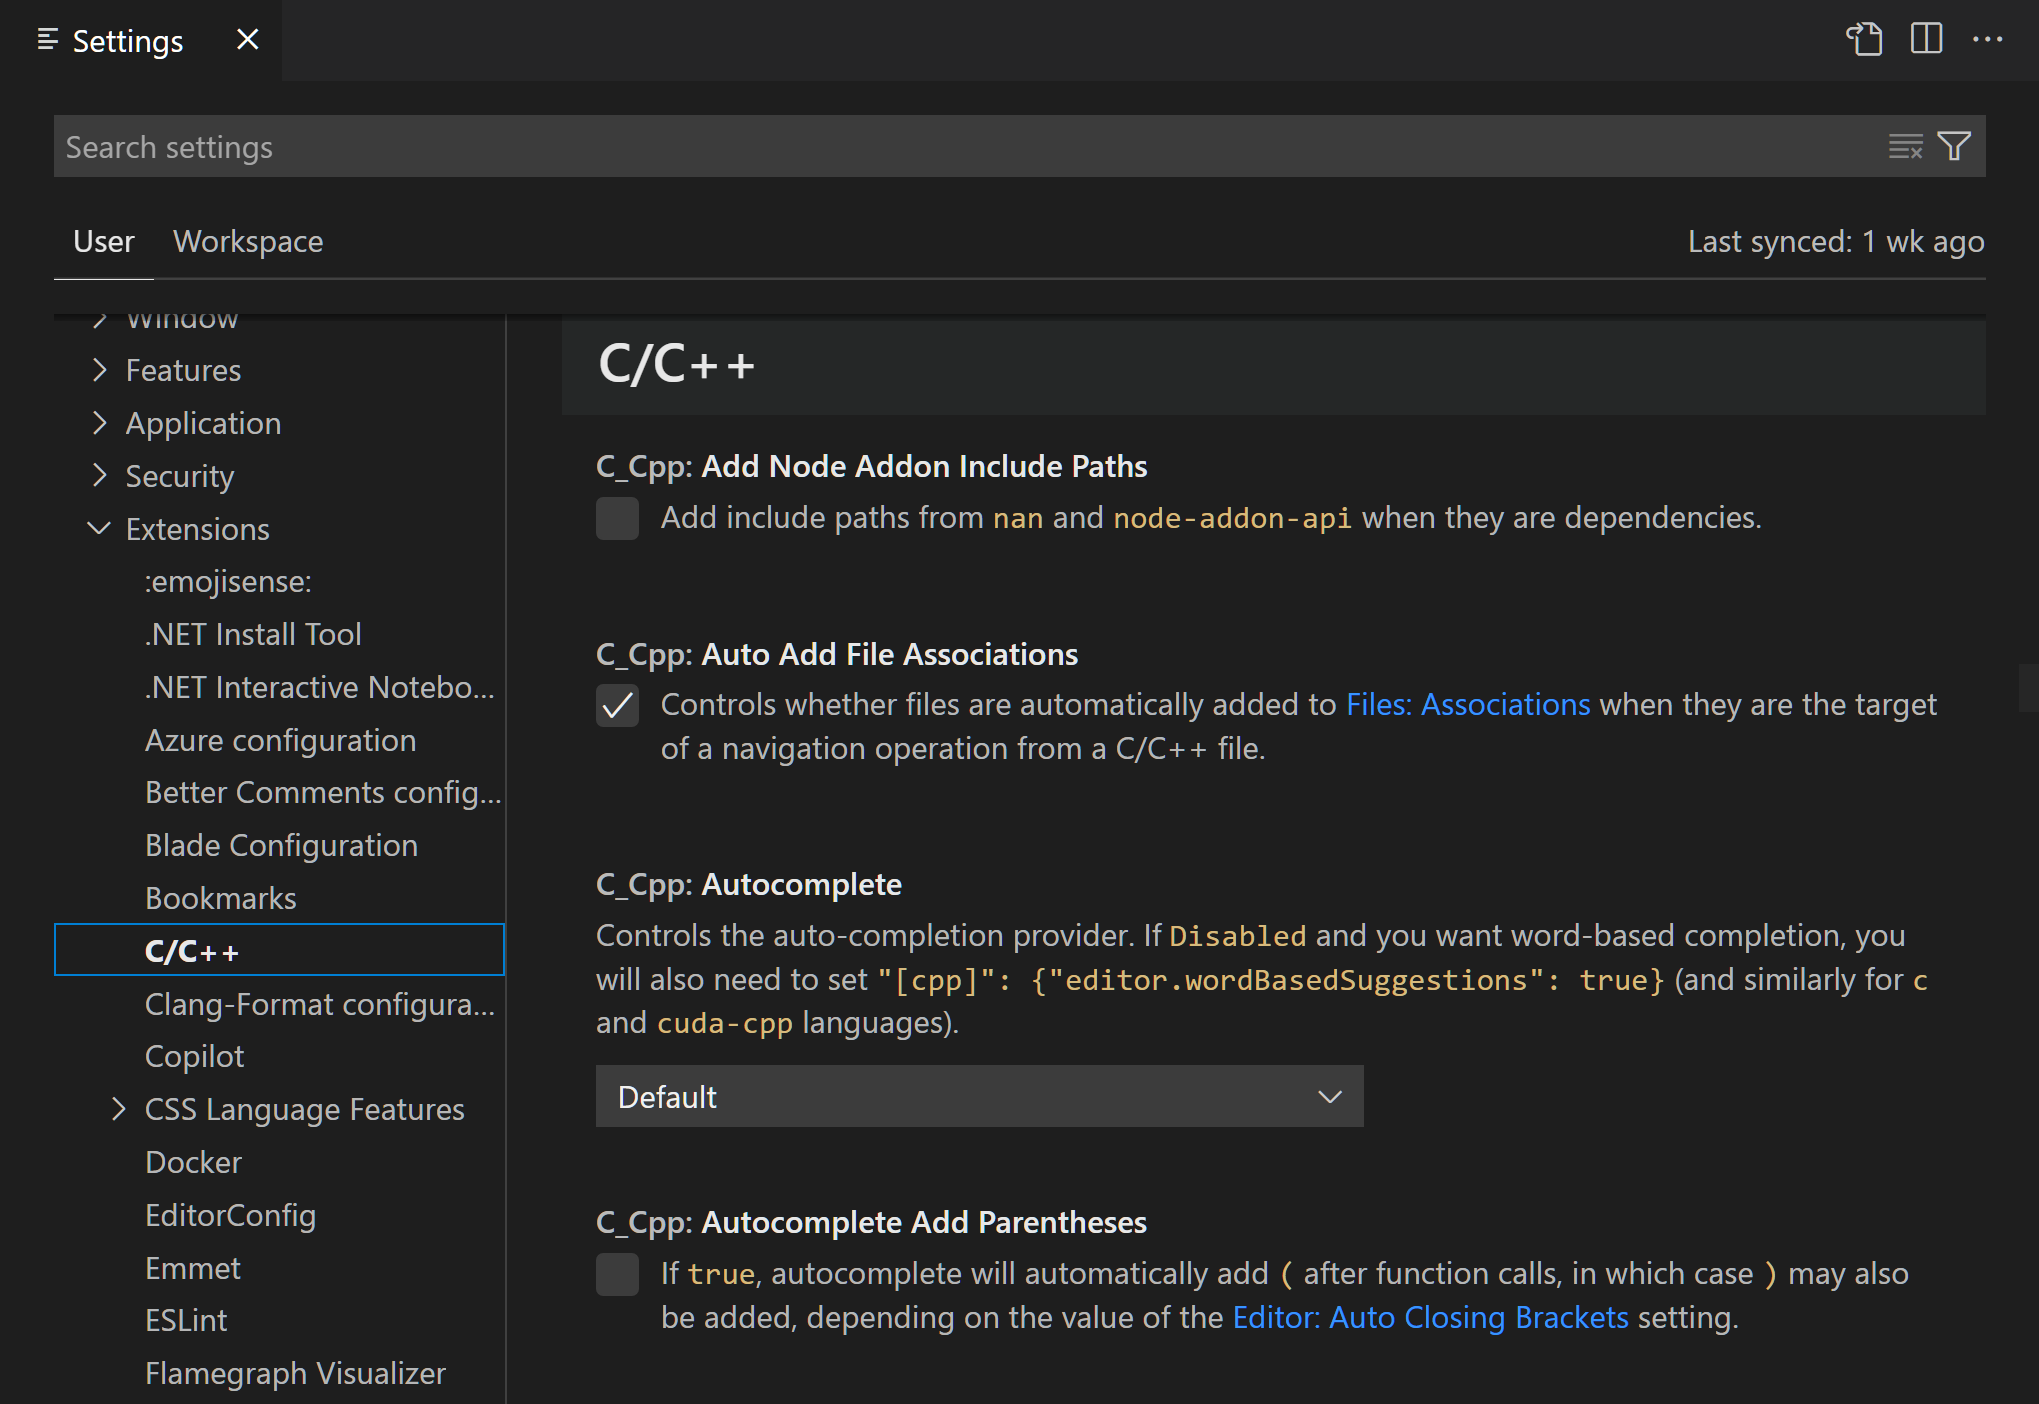 Settings
Search settings
User Workspace
Last synced: 1 wk ago
Window
Features
Application
Security
Extensions
:emojisense:
.NET Install Tool
.NET Interactive Notebo...
Azure configuration
Better Comments config...
Blade Configuration
Bookmarks
C/C++
Clang-Format configura...
Copilot
CSS Language Features
Docker
EditorConfig
Emmet
ESLint
Flamegraph Visualizer
C/C++
C_Cpp: Add Node Addon Include Paths
Add include paths from nan and node-addon-api when they are dependencies.
C_Cpp: Auto Add File Associations
Controls whether files are automatically added to Files: Associations when they are the target
of a navigation operation from a C/C++ file.
C_Cpp: Autocomplete
Controls the auto-completion provider. If Disabled and you want word-based completion, you
will also need to set "[cpp]": {"editor.wordBasedSuggestions": true} (and similarly for c
and cuda-cpp languages).
Default
C_Cpp: Autocomplete Add Parentheses
If true, autocomplete will automatically add ( after function calls, in which case ) may also
be added, depending on the value of the Editor: Auto Closing Brackets setting.